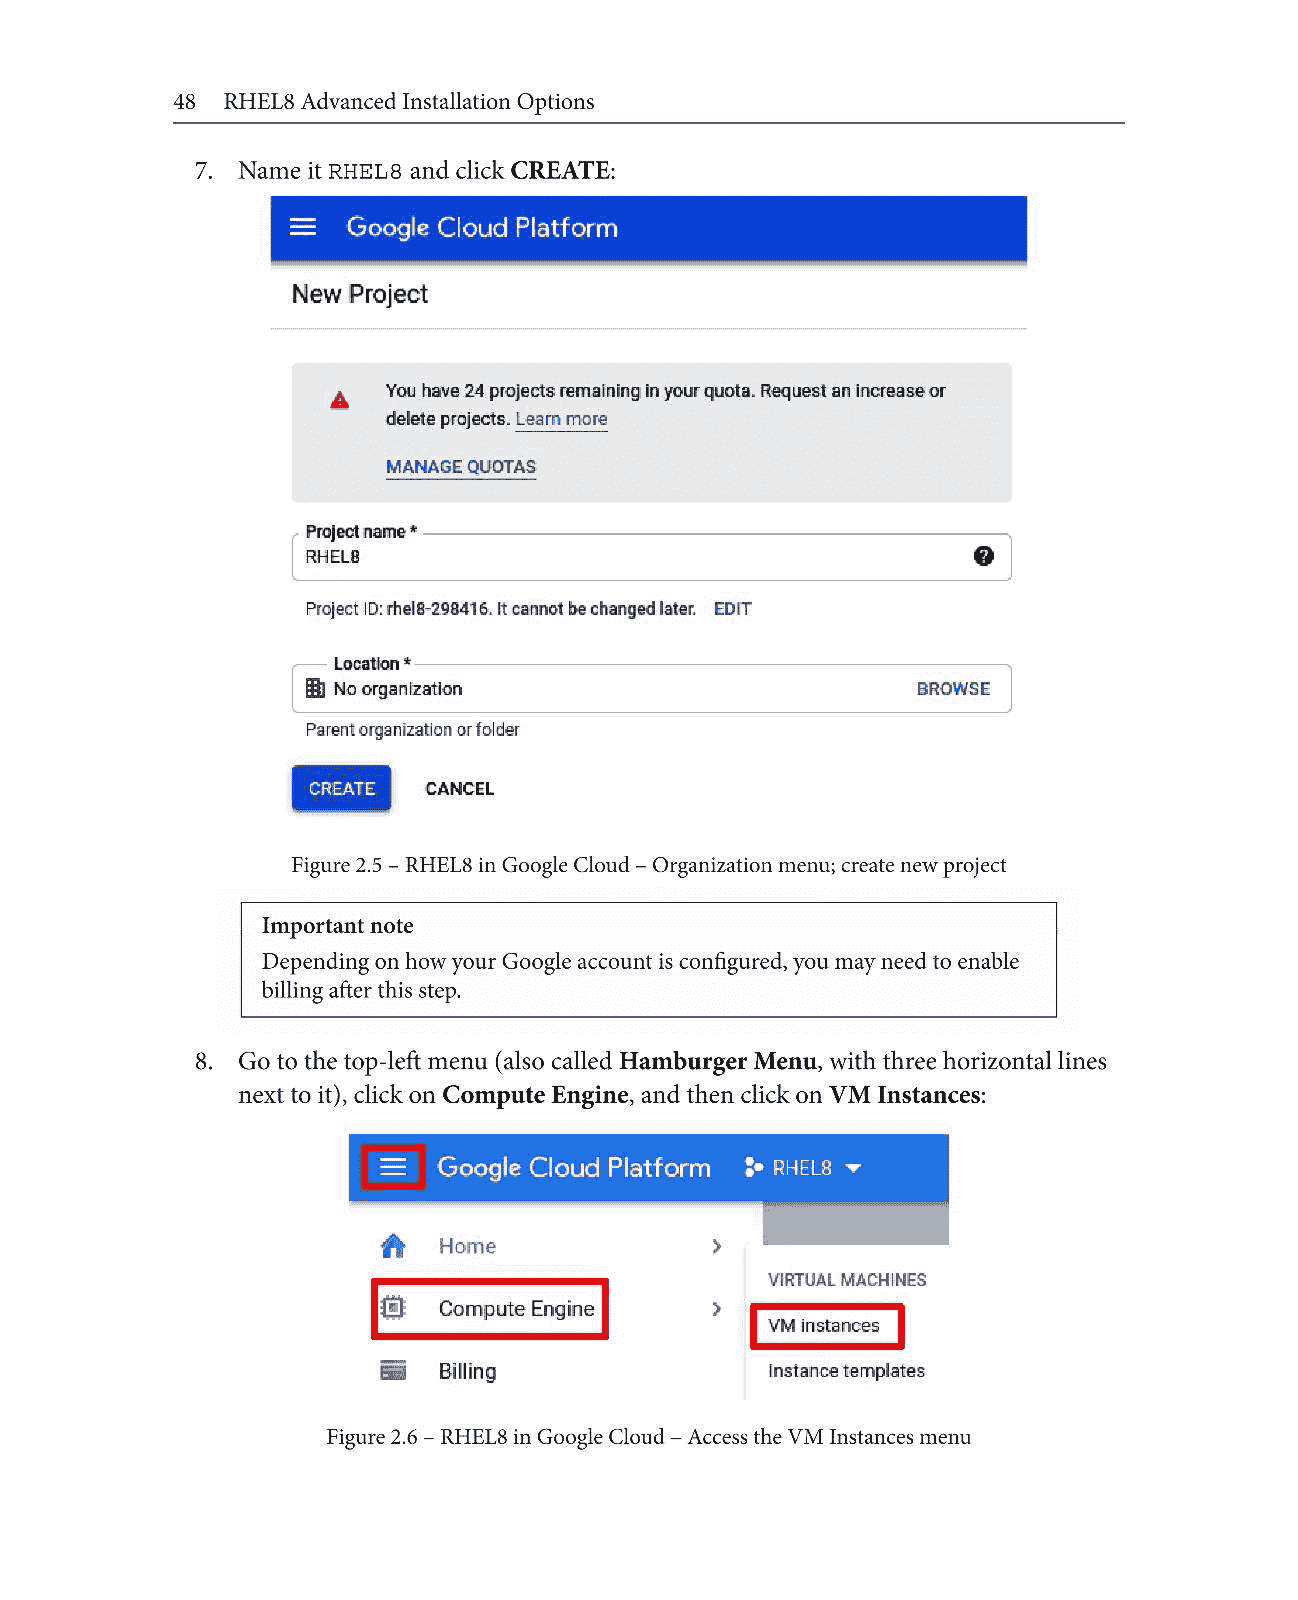 48 RHEL8 Advanced Installation Options
7. Name it RHEL8 and click CREATE:
Google Cloud Platform
New Project
You have 24 projects remaining in your quota. Request an increase or
delete projects. Learn more
MANAGE QUOTAS
Project name *
RHEL8
Project ID: rhel8-298416. It cannot be changed later. EDIT
Location *
No organization BROWSE
Parent organization or folder
CREATE CANCEL
Figure 2.5 – RHEL8 in Google Cloud – Organization menu; create new project
Important note
Depending on how your Google account is configured, you may need to enable
billing after this step.
8. Go to the top-left menu (also called Hamburger Menu, with three horizontal lines
next to it), click on Compute Engine, and then click on VM Instances:
Google Cloud Platform RHEL8
Home
VIRTUAL MACHINES
Compute Engine
VM instances
Billing
Instance templates
Figure 2.6 – RHEL8 in Google Cloud – Access the VM Instances menu